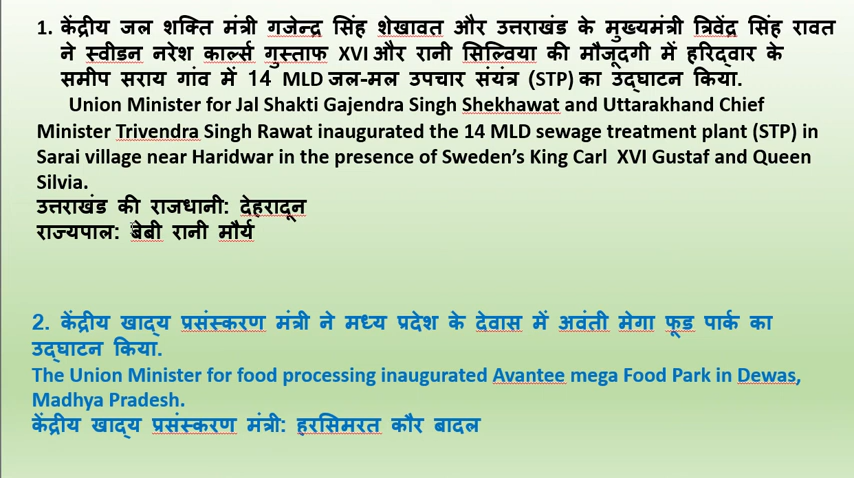 1. केंद्रीय जल शक्ति मंत्री गजेन्द्र सिंह शेखावत और उत्तराखंड के मुख्यमंत्री त्रिवेंद्र सिंह रावत
ने स्वीडन नरेश कार्ल्स गुस्ताफ XVI और रानी सिल्विया की मौजूदगी में हरिद्वार के
समीप सराय गांव में 14 MLD जल-मल उपचार संयंत्र (STP) का उद्घाटन किया.
Union Minister for Jal Shakti Gajendra Singh Shekhawat and Uttarakhand Chief
Minister Trivendra Singh Rawat inaugurated the 14 MLD sewage treatment plant (STP) in
Sarai village near Haridwar in the presence of Sweden's King Carl XVI Gustaf and Queen
Silvia.
उत्तराखंड की राजधानी: देहरादून
राज्यपाल: बेबी रानी मौर्य
2. केंद्रीय खाद्य प्रसंस्करण मंत्री ने मध्य प्रदेश के देवास में अवंती मेगा फूड पार्क का
उद्घाटन किया.
The Union Minister for food processing inaugurated Avantee mega Food Park in Dewas,
Madhya Pradesh.
केंद्रीय खाद्य प्रसंस्करण मंत्री: हरसिमरत कौर बादल